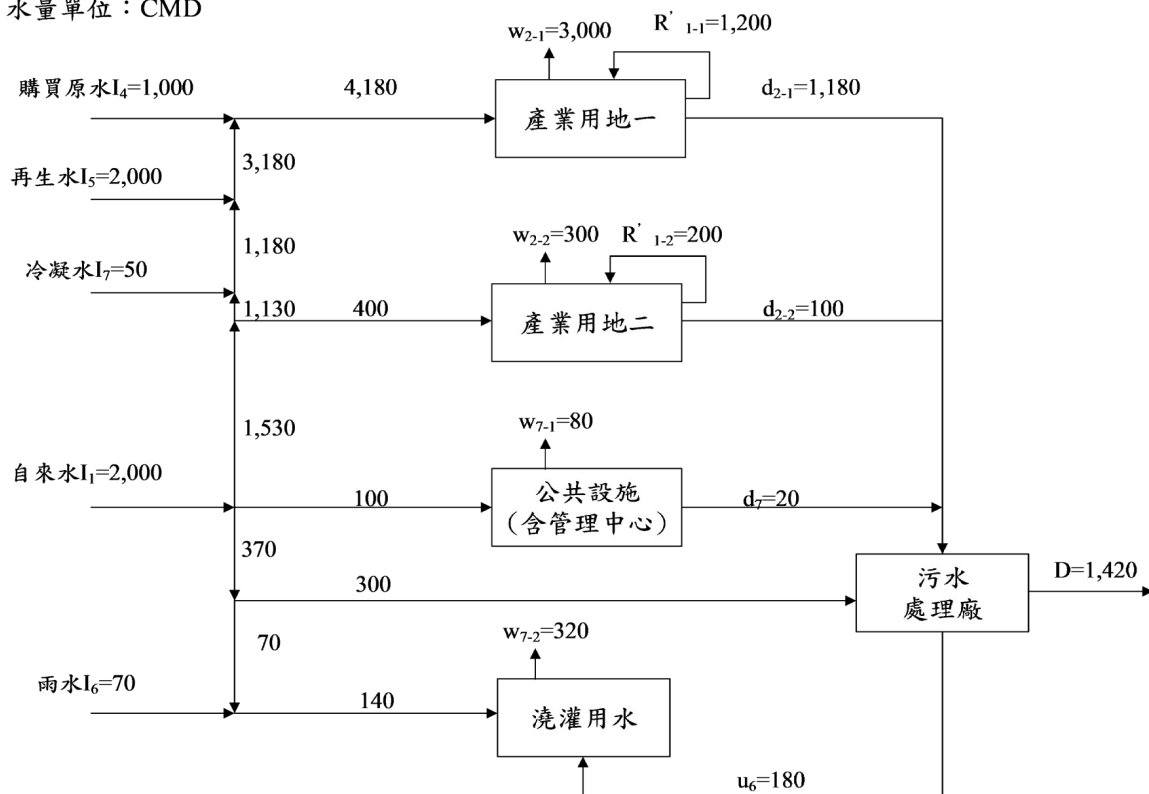 水量單位：CMD
w₂₋₁=3,000
R’ ₁₋₁=1,200
購買原水I₄=1,000
4,180
產業用地一
d₂₋₁=1,180
3,180
再生水I₅=2,000
1,180
w₂₋₂=300
R’ ₁₋₂=200
冷凝水I₇=50
1,130
400
產業用地二
d₂₋₂=100
1,530
w₇₋₁=80
自來水I₁=2,000
100
公共設施
（含管理中心）
d₇=20
370
300
污水
處理廠
D=1,420
70
w₇₋₂=320
雨水I₆=70
140
澆灌用水
u₆=180